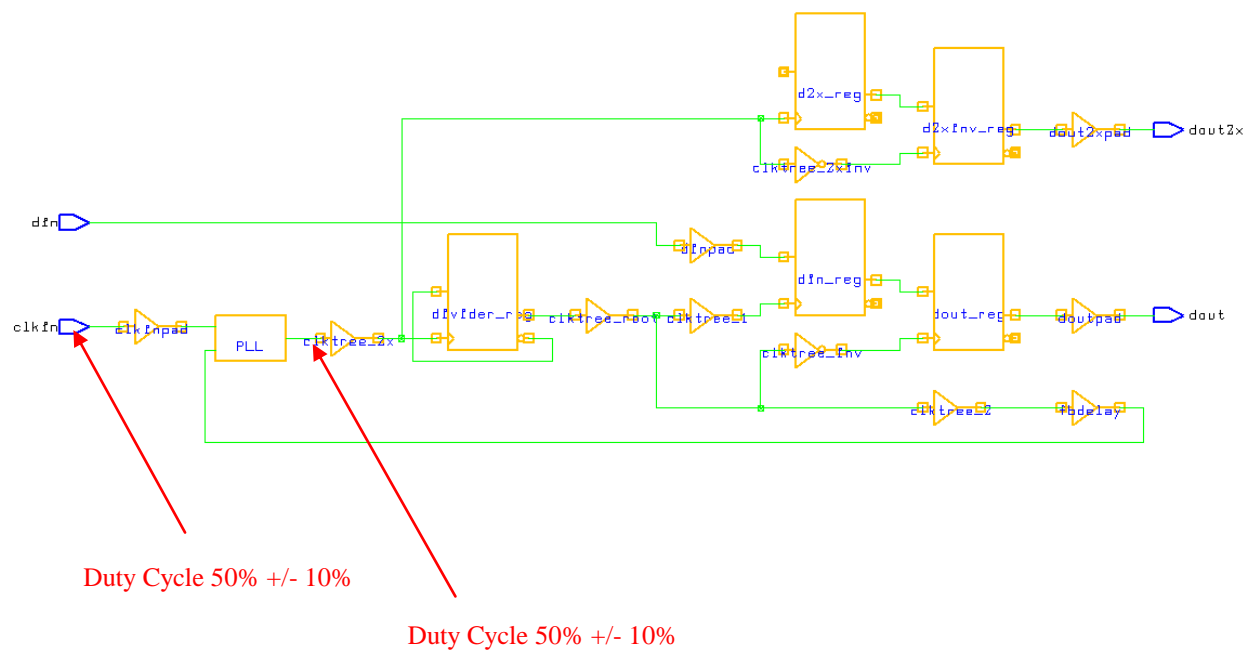 d2x_reg
d2xinv_reg
dout2xpad
dout2x
clktree_2xinv
din
dinpad
din_reg
clkin
clkinpad
PLL
clktree_2x
divider_reg
clktree_root
clktree_1
dout_reg
doutpad
dout
clktree_inv
clktree_2
fbdelay
Duty Cycle 50% +/- 10%
Duty Cycle 50% +/- 10%